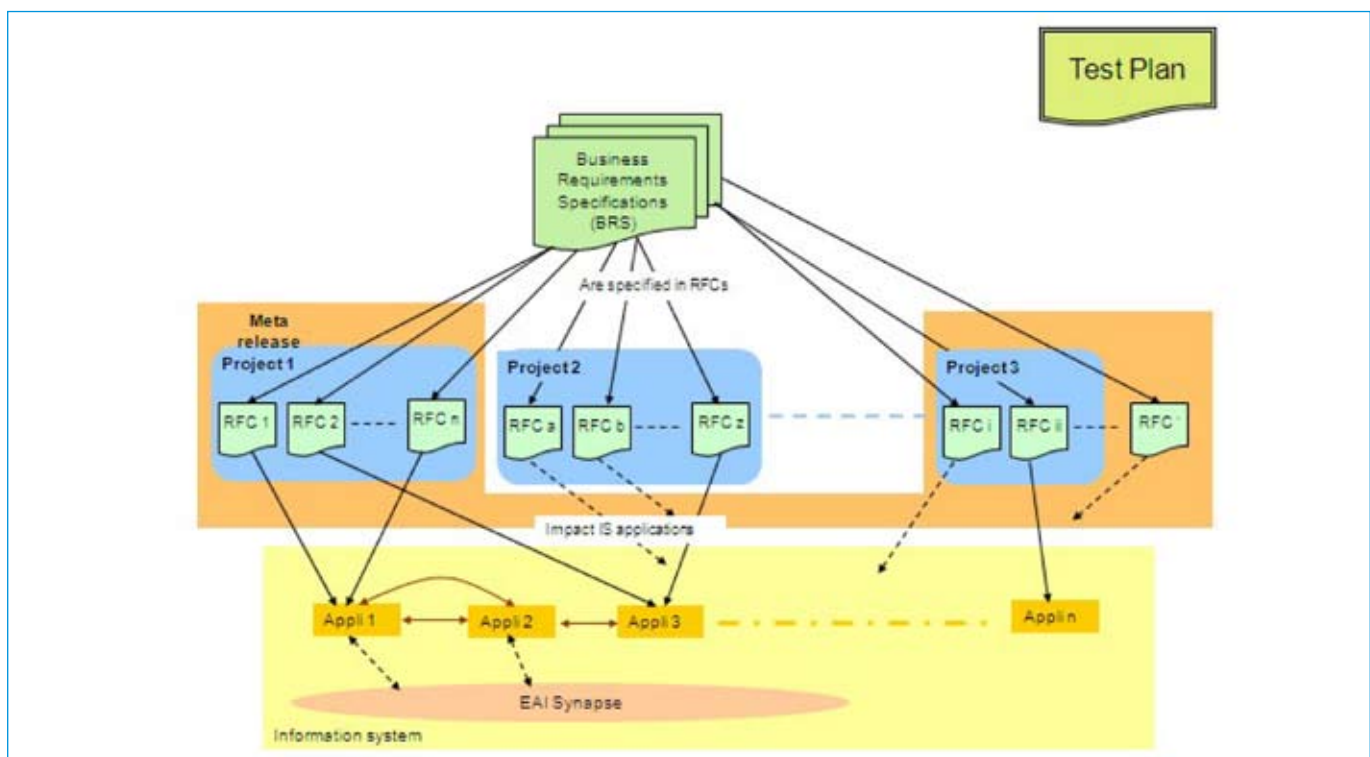 Test Plan
Business
Requirements
Specifications
(BRS)
Are specified in RFCs
Meta
release
Project 1
Project 2
Project 3
RFC 1
RFC 2
RFC n
RFC a
RFC b
RFC z
RFC i
RFC ii
RFC '
Impact IS applications
Appli 1
Appli 2
Appli 3
Appli n
EAI Synapse
Information system